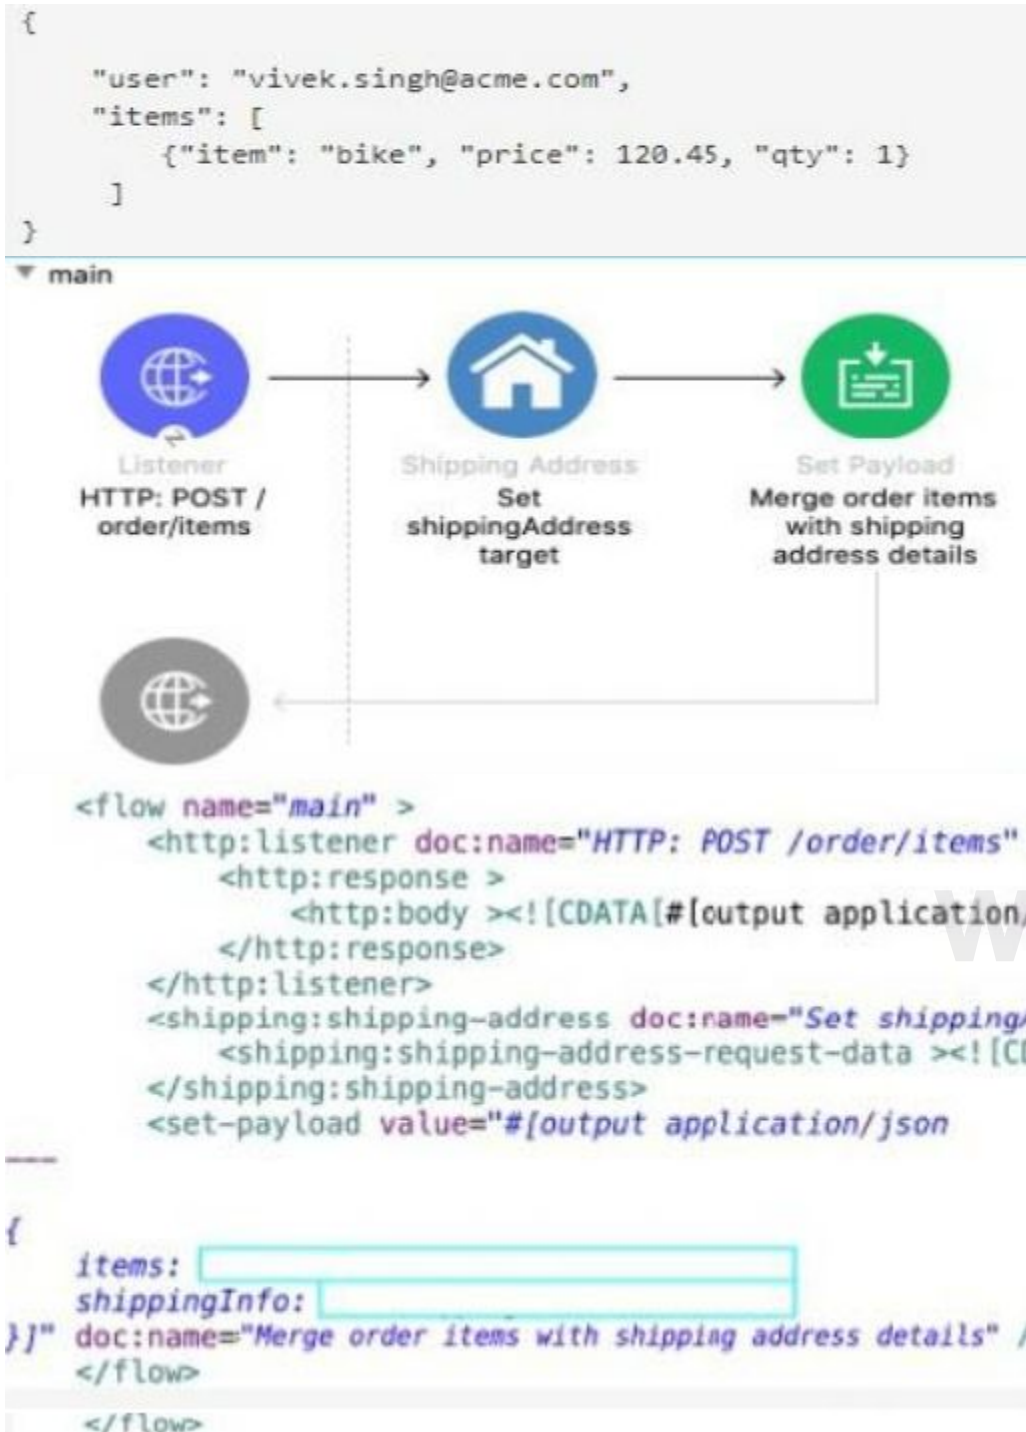 {
"user": "vivek.singh@acme.com",
"items": [
{"item": "bike", "price": 120.45, "qty": 1}
]
}
main
Listener
HTTP: POST /
order/items
Shipping Address
Set
shippingAddress
target
Set Payload
Merge order items
with shipping
address details
<flow name="main" >
<http:listener doc:name="HTTP: POST /order/items"
<http:response >
<http:body ><![CDATA[#[output application/
</http:response>
</http:listener>
<shipping:shipping-address doc:name="Set shippingA
<shipping:shipping-address-request-data ><![CD
</shipping:shipping-address>
<set-payload value="#[output application/json
---
{
items:
shippingInfo:
}]" doc:name="Merge order items with shipping address details" /
</flow>
</flow>
W